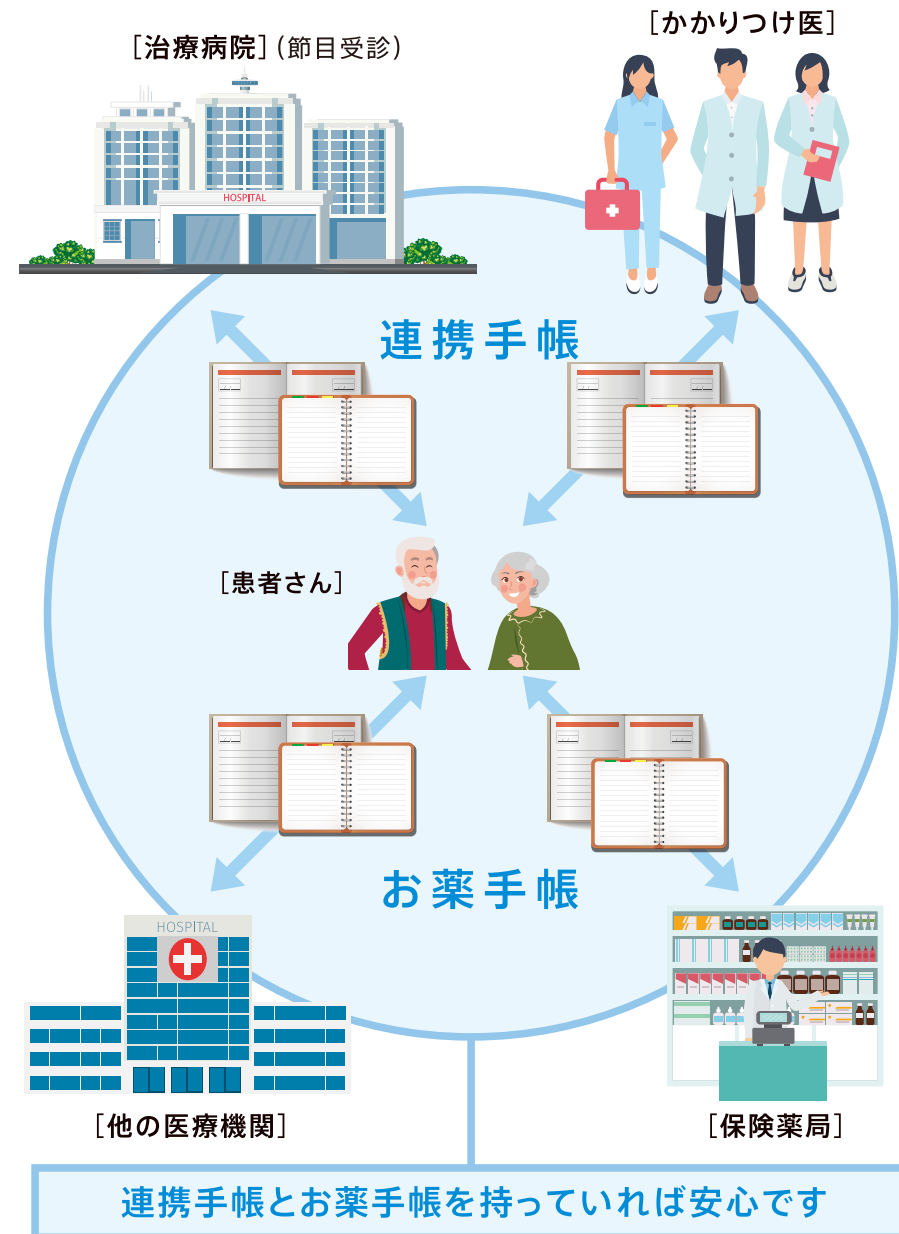 [治療病院](節目受診)
[かかりつけ医]
HOSPITAL
連携手帳
[患者さん]
お薬手帳
HOSPITAL
[他の医療機関]
[保険薬局]
連携手帳とお薬手帳を持っていれば安心です